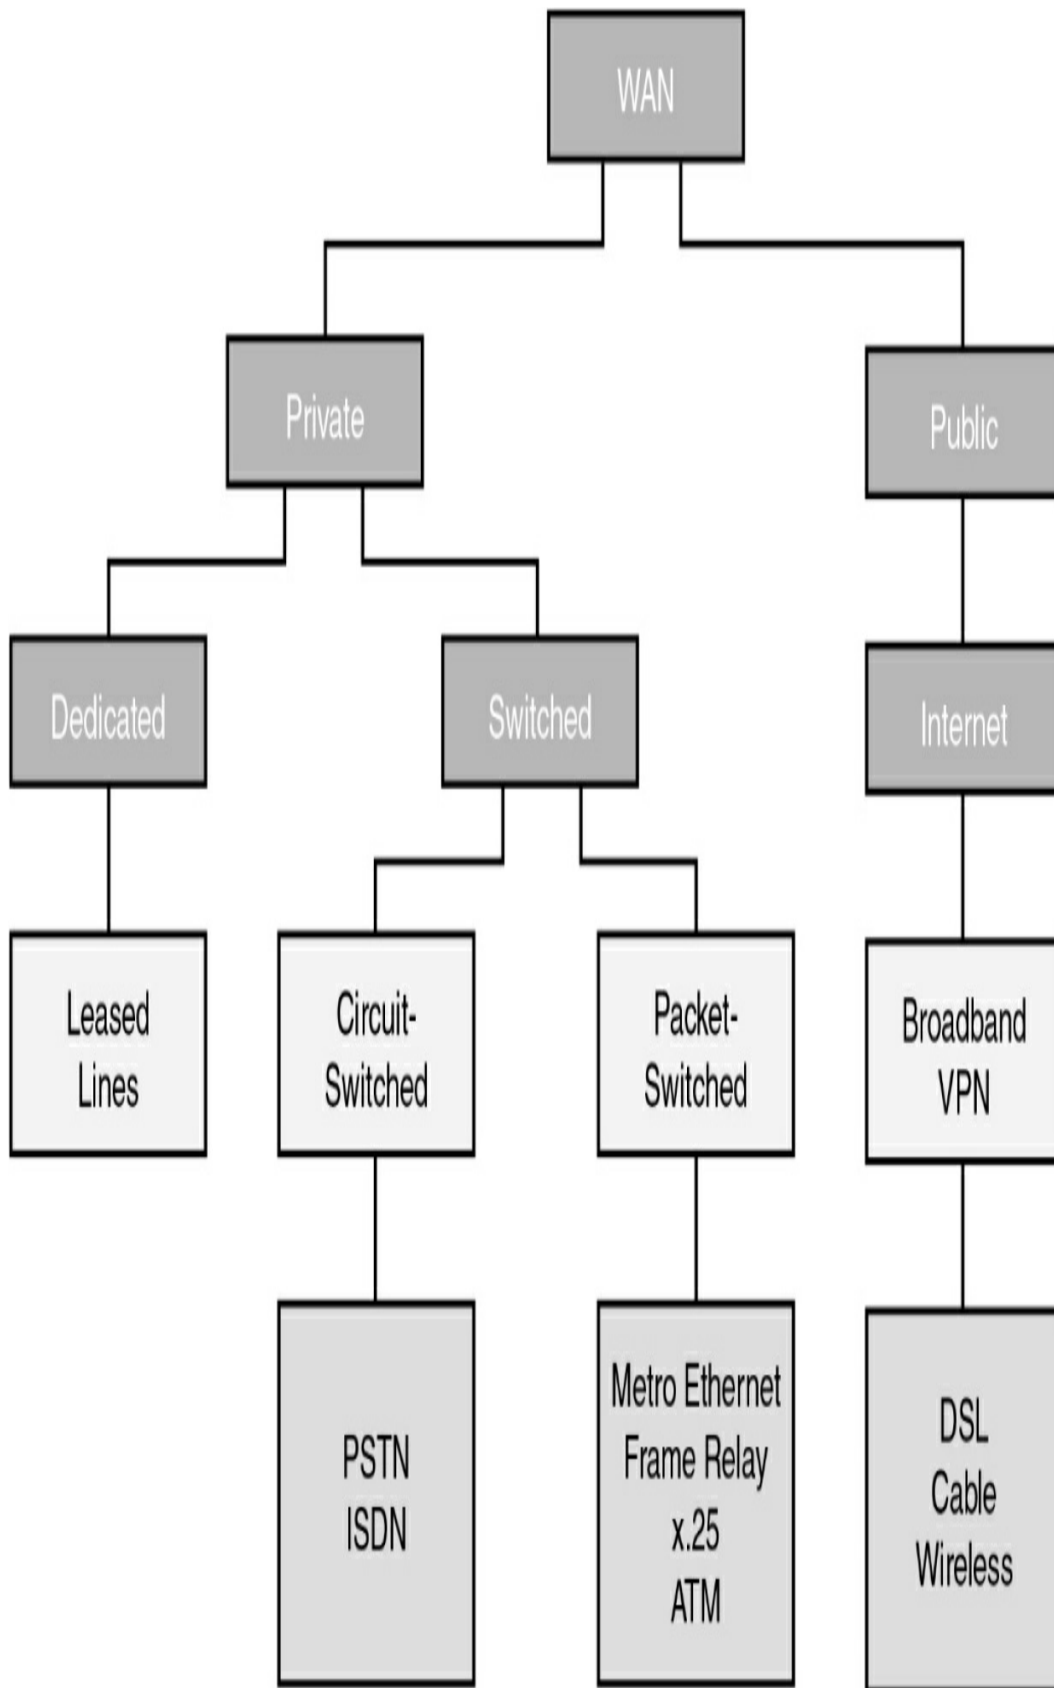 WAN
Private
Public
Dedicated
Switched
Internet
Leased
Lines
Circuit-
Switched
Packet-
Switched
Broadband
VPN
PSTN
ISDN
Metro Ethernet
Frame Relay
x.25
ATM
DSL
Cable
Wireless